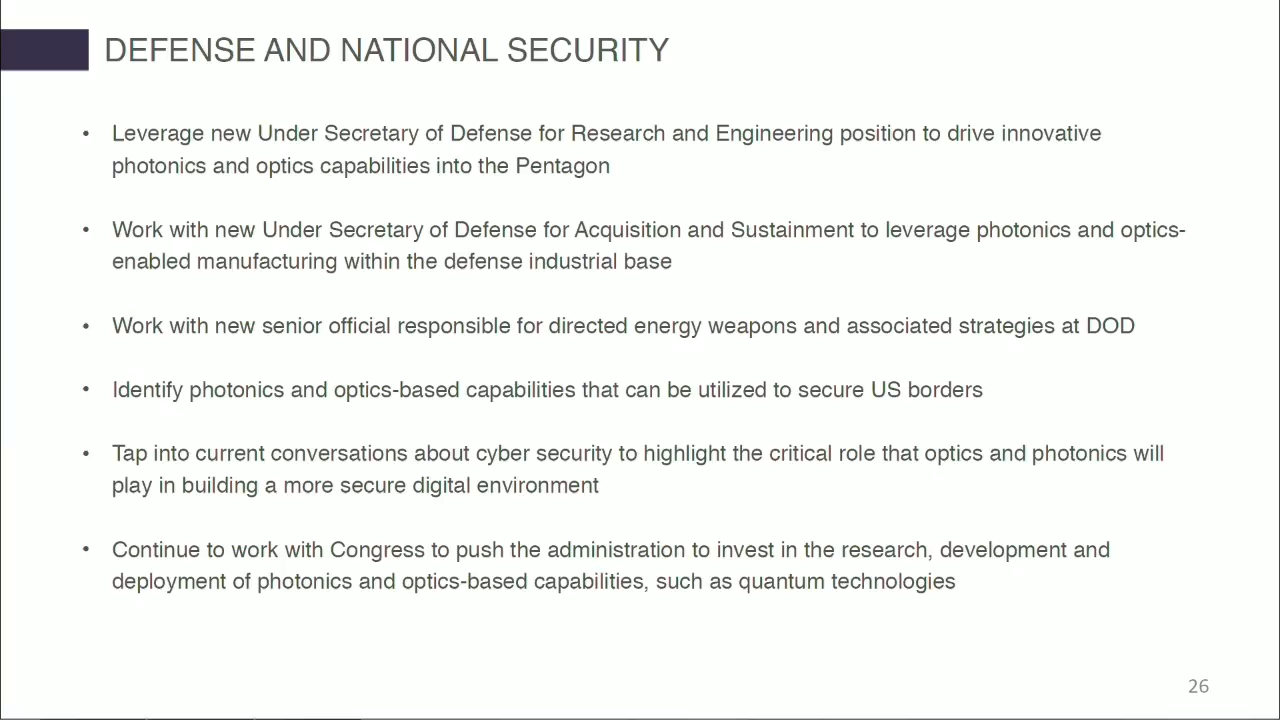 DEFENSE AND NATIONAL SECURITY
• Leverage new Under Secretary of Defense for Research and Engineering position to drive innovative
photonics and optics capabilities into the Pentagon
• Work with new Under Secretary of Defense for Acquisition and Sustainment to leverage photonics and optics-
enabled manufacturing within the defense industrial base
• Work with new senior official responsible for directed energy weapons and associated strategies at DOD
• Identify photonics and optics-based capabilities that can be utilized to secure US borders
• Tap into current conversations about cyber security to highlight the critical role that optics and photonics will
play in building a more secure digital environment
• Continue to work with Congress to push the administration to invest in the research, development and
deployment of photonics and optics-based capabilities, such as quantum technologies
26